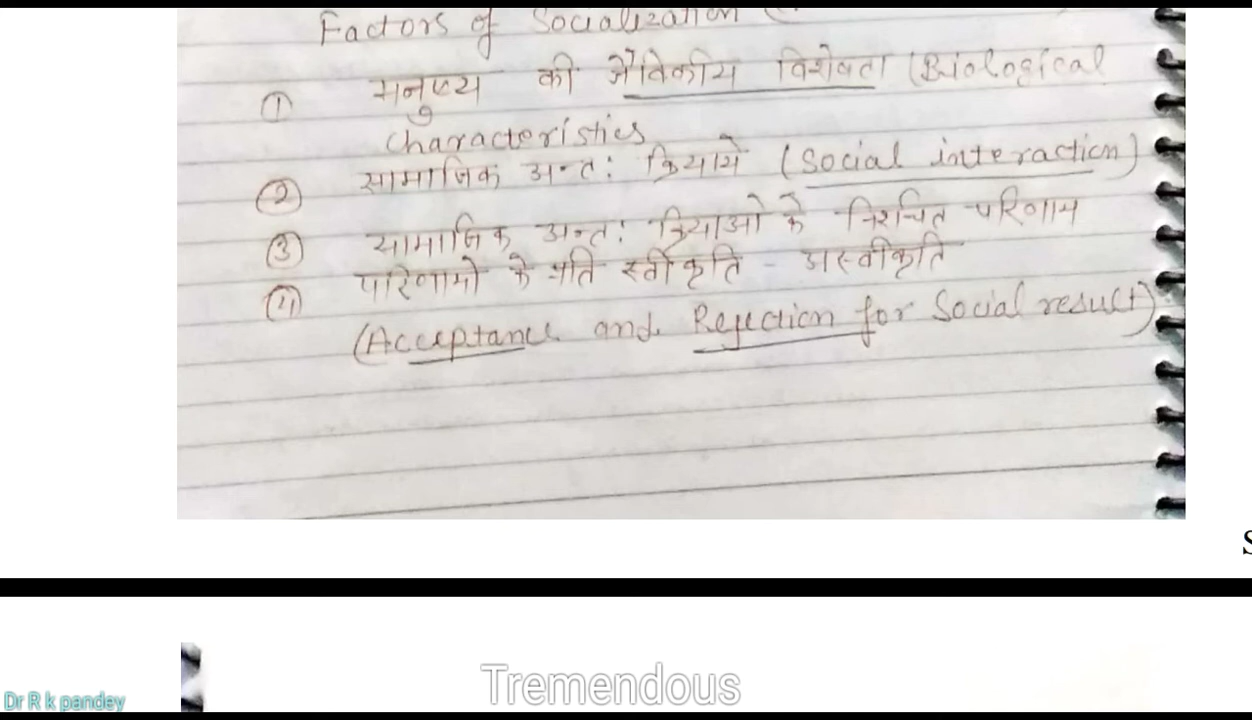 Factors of Socialization
① मनुष्य की जैविकीय विशेषता (Biological
Characteristics
② सामाजिक अन्त: क्रियाये (Social interaction)
③ सामाजिक अन्त: क्रियाओ के निश्चित परिणाम
④ परिणामो के प्रति स्वीकृति - अस्वीकृति
(Acceptance and Rejection for Social result)
S
Tremendous
Dr R k pandey